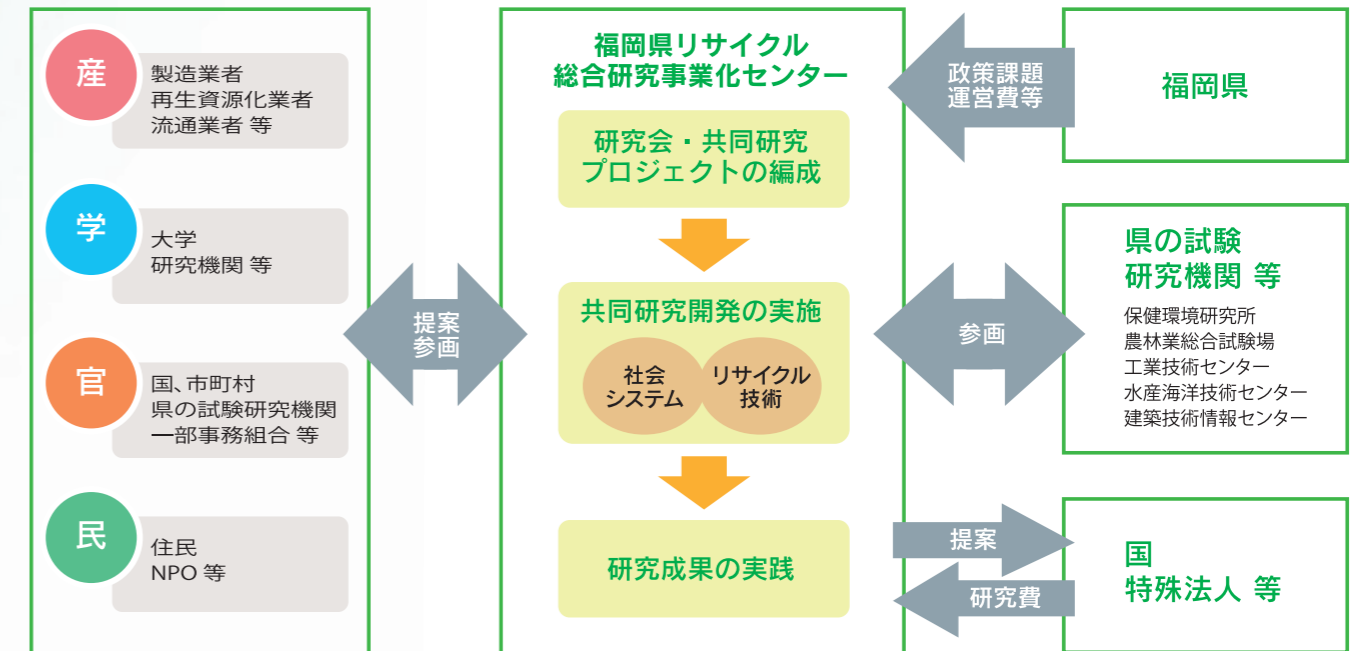 産
製造業者
再生資源化業者
流通業者 等
学
大学
研究機関 等
官
国、市町村
県の試験研究機関
一部事務組合 等
民
住民
NPO 等
提案
参画
福岡県リサイクル
総合研究事業化センター
研究会・共同研究
プロジェクトの編成
共同研究開発の実施
社会
システム
リサイクル
技術
研究成果の実践
政策課題
運営費等
福岡県
参画
県の試験
研究機関 等
保健環境研究所
農林業総合試験場
工業技術センター
水産海洋技術センター
建築技術情報センター
提案
研究費
国
特殊法人 等